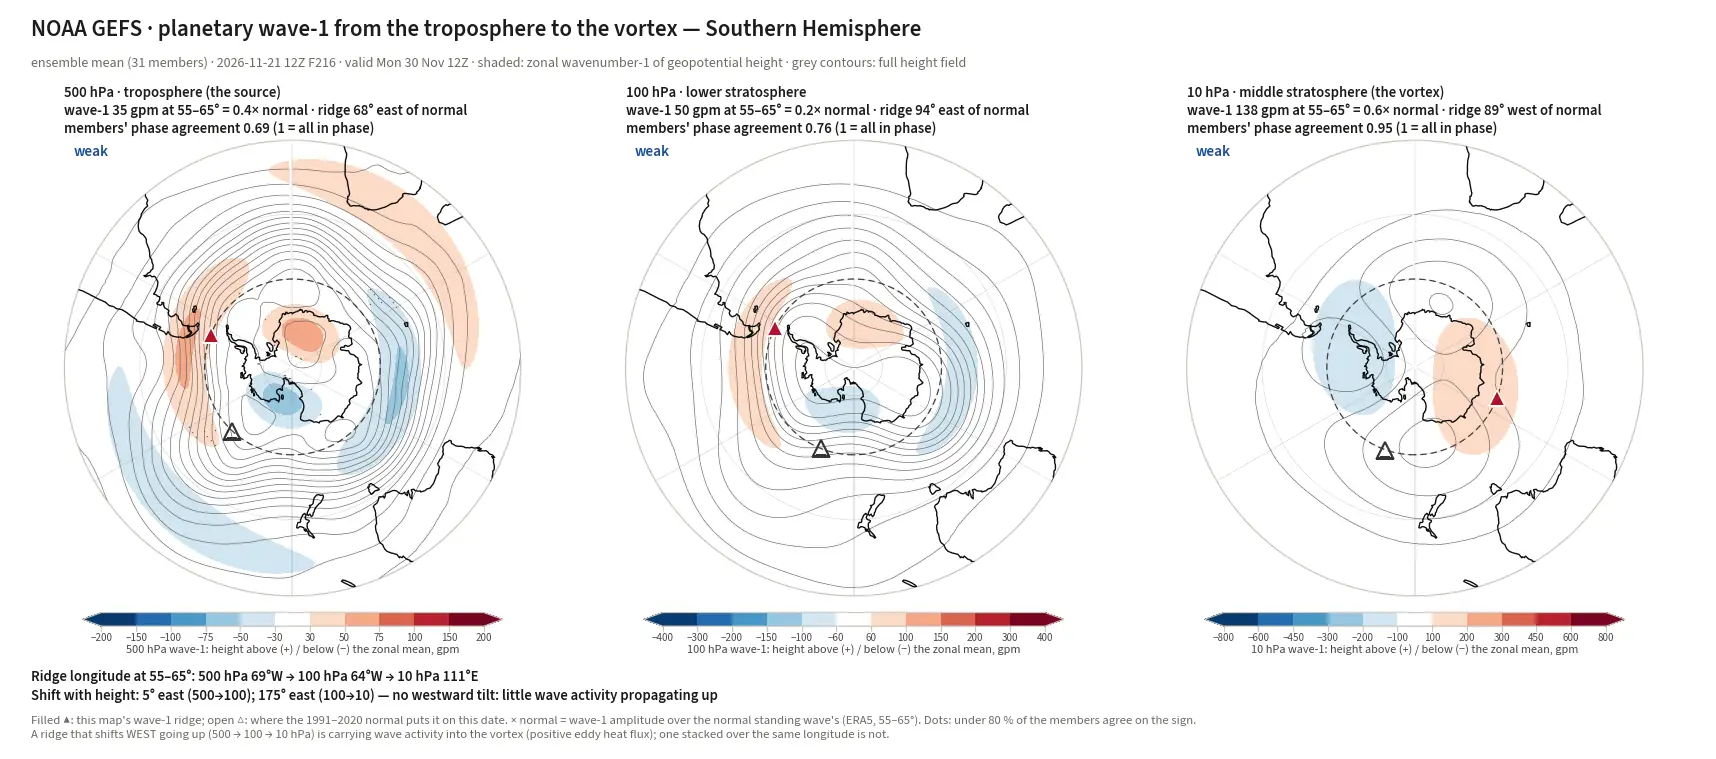 NOAA GEFS · planetary wave-1 from the troposphere to the vortex — Southern Hemisphere
ensemble mean (31 members) · 2026-11-21 12Z F216 · valid Mon 30 Nov 12Z · shaded: zonal wavenumber-1 of geopotential height · grey contours: full height field
500 hPa · troposphere (the source)
wave-1 35 gpm at 55–65° = 0.4× normal · ridge 68° east of normal
members' phase agreement 0.69 (1 = all in phase)
weak
100 hPa · lower stratosphere
wave-1 50 gpm at 55–65° = 0.2× normal · ridge 94° east of normal
members' phase agreement 0.76 (1 = all in phase)
weak
10 hPa · middle stratosphere (the vortex)
wave-1 138 gpm at 55–65° = 0.6× normal · ridge 89° west of normal
members' phase agreement 0.95 (1 = all in phase)
weak
−200 −150 −100 −75 −50 −30 30 50 75 100 150 200
500 hPa wave-1: height above (+) / below (−) the zonal mean, gpm
−400 −300 −200 −150 −100 −60 60 100 150 200 300 400
100 hPa wave-1: height above (+) / below (−) the zonal mean, gpm
−800 −600 −450 −300 −200 −100 100 200 300 450 600 800
10 hPa wave-1: height above (+) / below (−) the zonal mean, gpm
Ridge longitude at 55–65°: 500 hPa 69°W → 100 hPa 64°W → 10 hPa 111°E
Shift with height: 5° east (500→100); 175° east (100→10) — no westward tilt: little wave activity propagating up
Filled ▲: this map's wave-1 ridge; open △: where the 1991–2020 normal puts it on this date. × normal = wave-1 amplitude over the normal standing wave's (ERA5, 55–65°). Dots: under 80 % of the members agree on the sign.
A ridge that shifts WEST going up (500 → 100 → 10 hPa) is carrying wave activity into the vortex (positive eddy heat flux); one stacked over the same longitude is not.